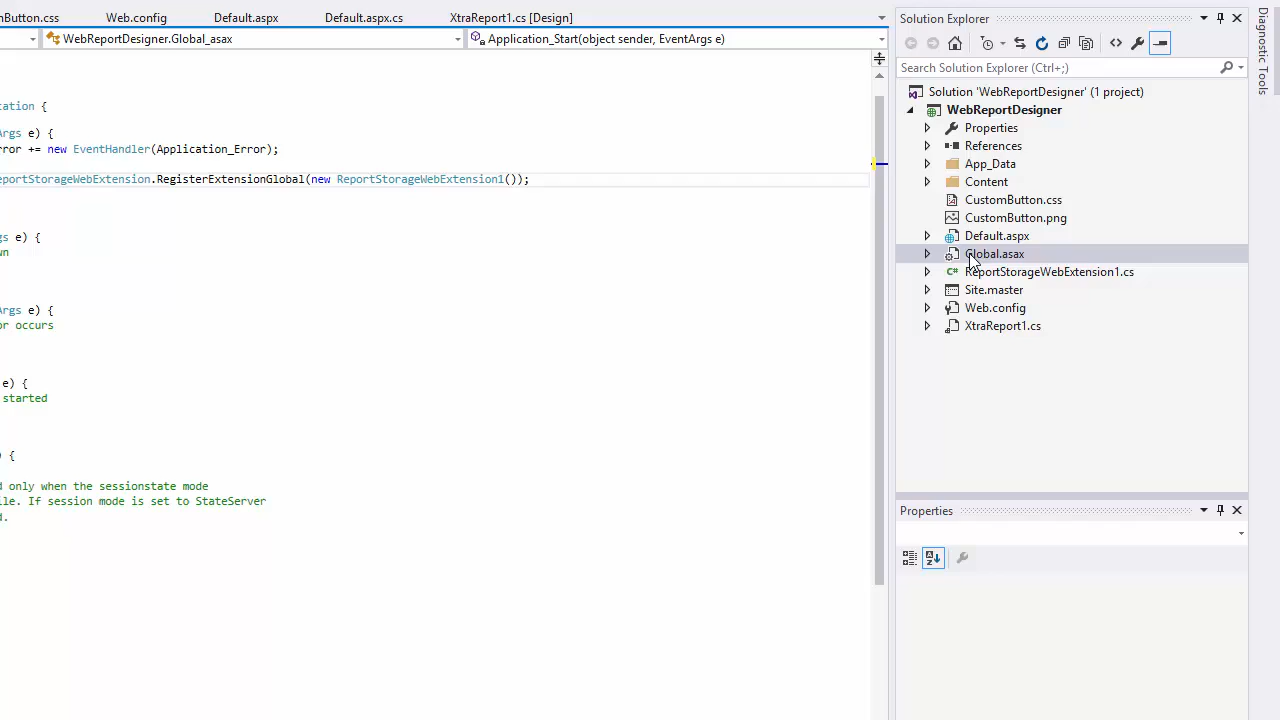 Button.css
Web.config
Default.aspx
Default.aspx.cs
XtraReport1.cs [Design]
WebReportDesigner.Global_asax
Application_Start(object sender, EventArgs e)
ation {
Args e) {
rror += new EventHandler(Application_Error);
eportStorageWebExtension.RegisterExtensionGlobal(new ReportStorageWebExtension1());
gs e) {
wn
Args e) {
or occurs
e) {
started
) {
d only when the sessionstate mode
ile. If session mode is set to StateServer
d.
Solution Explorer
Search Solution Explorer (Ctrl+;)
Solution 'WebReportDesigner' (1 project)
WebReportDesigner
Properties
References
App_Data
Content
CustomButton.css
CustomButton.png
Default.aspx
Global.asax
ReportStorageWebExtension1.cs
Site.master
Web.config
XtraReport1.cs
Properties
Diagnostic Tools